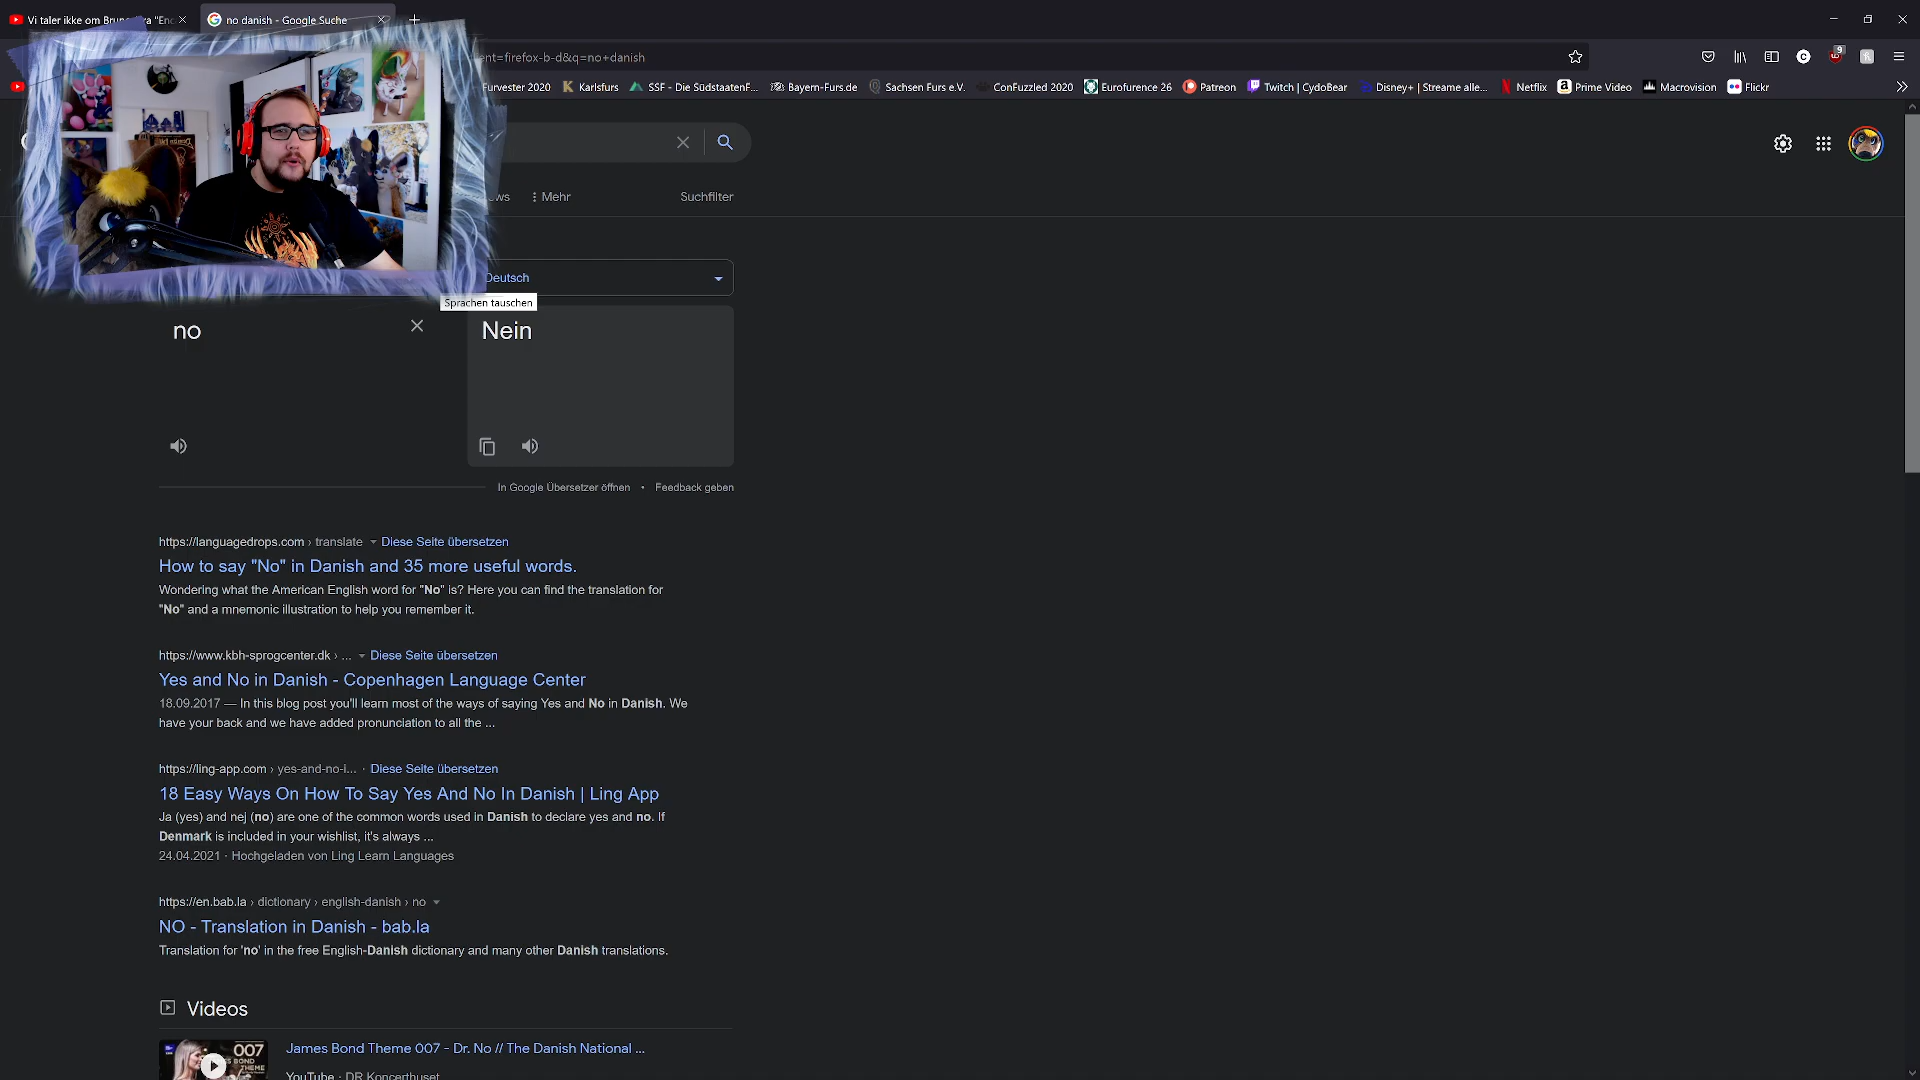 Vi taler ikke om Bruno
"Enc
no danish - Google Suche
ent=firefox-b-d&q=no+danish
9
Furvester 2020
Karlsfurs
SSF - Die SüdstaatenF...
Bayern-Furs.de
Sachsen Furs e.V.
ConFuzzled 2020
Eurofurence 26
Patreon
Twitch | CydoBear
Disney+ | Streame alle...
Netflix
Prime Video
Macrovision
Flickr
ws
Mehr
Suchfilter
Deutsch
Sprachen tauschen
no
Nein
In Google Übersetzer öffnen • Feedback geben
https://languagedrops.com › translate
Diese Seite übersetzen
How to say "No" in Danish and 35 more useful words.
Wondering what the American English word for "No" is? Here you can find the translation for
"No" and a mnemonic illustration to help you remember it.
https://www.kbh-sprogcenter.dk › ...
Diese Seite übersetzen
Yes and No in Danish - Copenhagen Language Center
18.09.2017 — In this blog post you'll learn most of the ways of saying Yes and No in Danish. We
have your back and we have added pronunciation to all the ...
https://ling-app.com › yes-and-no-i... · Diese Seite übersetzen
18 Easy Ways On How To Say Yes And No In Danish | Ling App
Ja (yes) and nej (no) are one of the common words used in Danish to declare yes and no. If
Denmark is included in your wishlist, it's always ...
24.04.2021 · Hochgeladen von Ling Learn Languages
https://en.bab.la › dictionary › english-danish › no
NO - Translation in Danish - bab.la
Translation for 'no' in the free English-Danish dictionary and many other Danish translations.
Videos
007
James Bond Theme 007 - Dr. No // The Danish National ...
YouTube · DR Koncerthuset